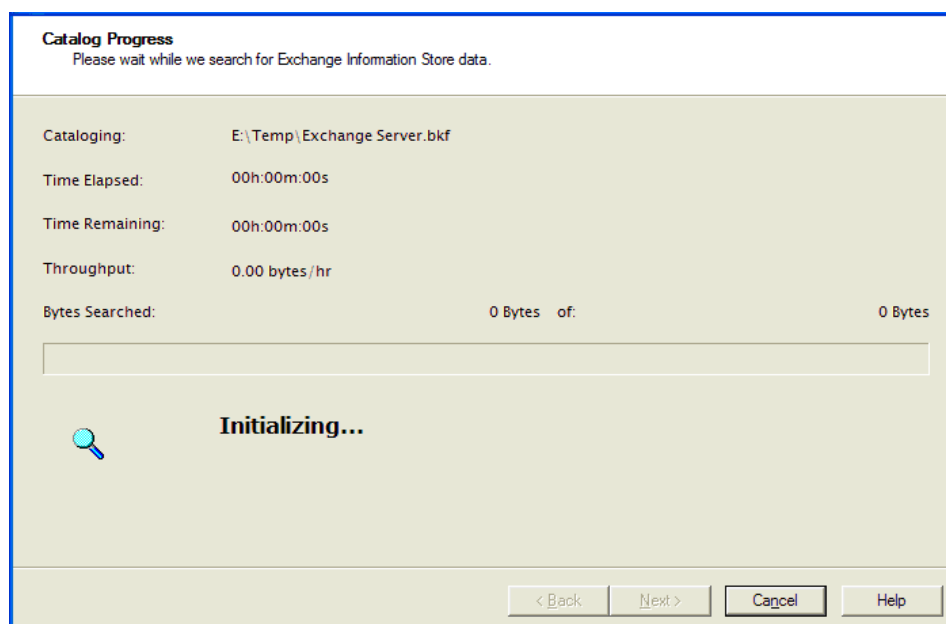 Catalog Progress
Please wait while we search for Exchange Information Store data.
Cataloging: E:\Temp\Exchange Server.bkf
Time Elapsed: 00h:00m:00s
Time Remaining: 00h:00m:00s
Throughput: 0.00 bytes/hr
Bytes Searched: 0 Bytes of: 0 Bytes
Initializing...
< Back Next > Cancel Help